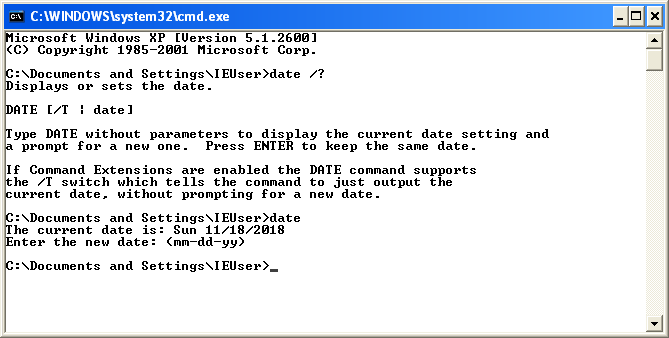 C:\WINDOWS\system32\cmd.exe
Microsoft Windows XP [Version 5.1.2600]
(C) Copyright 1985-2001 Microsoft Corp.
C:\Documents and Settings\IEUser>date /?
Displays or sets the date.
DATE [/T | date]
Type DATE without parameters to display the current date setting and
a prompt for a new one.  Press ENTER to keep the same date.
If Command Extensions are enabled the DATE command supports
the /T switch which tells the command to just output the
current date, without prompting for a new date.
C:\Documents and Settings\IEUser>date
The current date is: Sun 11/18/2018
Enter the new date: (mm-dd-yy)
C:\Documents and Settings\IEUser>_